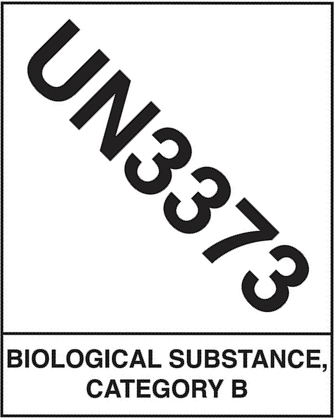 UN3373
BIOLOGICAL SUBSTANCE,
CATEGORY B